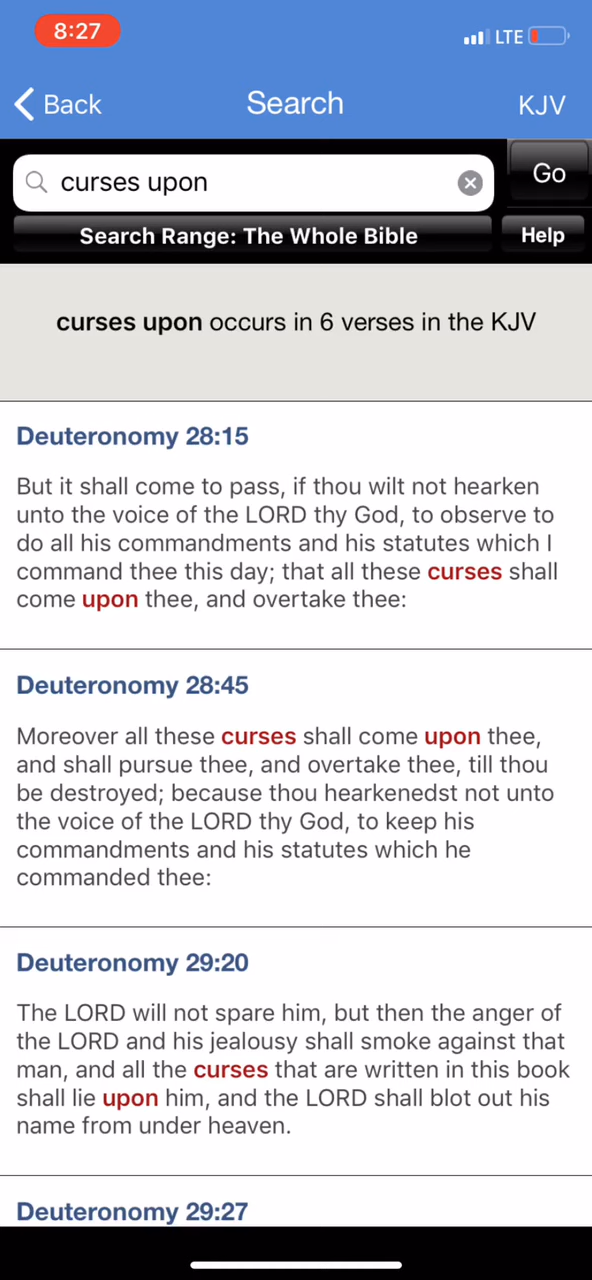 8:27
LTE
Back
Search
KJV
curses upon
Go
Search Range: The Whole Bible
Help
curses upon occurs in 6 verses in the KJV
Deuteronomy 28:15
But it shall come to pass, if thou wilt not hearken
unto the voice of the LORD thy God, to observe to
do all his commandments and his statutes which I
command thee this day; that all these curses shall
come upon thee, and overtake thee:
Deuteronomy 28:45
Moreover all these curses shall come upon thee,
and shall pursue thee, and overtake thee, till thou
be destroyed; because thou hearkenedst not unto
the voice of the LORD thy God, to keep his
commandments and his statutes which he
commanded thee:
Deuteronomy 29:20
The LORD will not spare him, but then the anger of
the LORD and his jealousy shall smoke against that
man, and all the curses that are written in this book
shall lie upon him, and the LORD shall blot out his
name from under heaven.
Deuteronomy 29:27